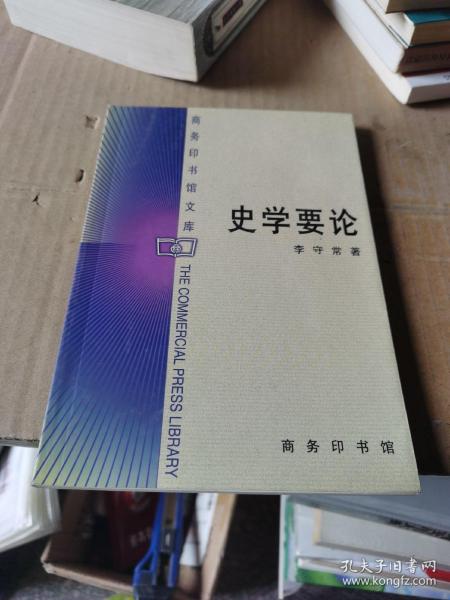 商务印书馆文库
THE COMMERCIAL PRESS LIBRARY
史学要论
李守常著
商务印书馆
孔夫子旧书网
www.kongfz.com